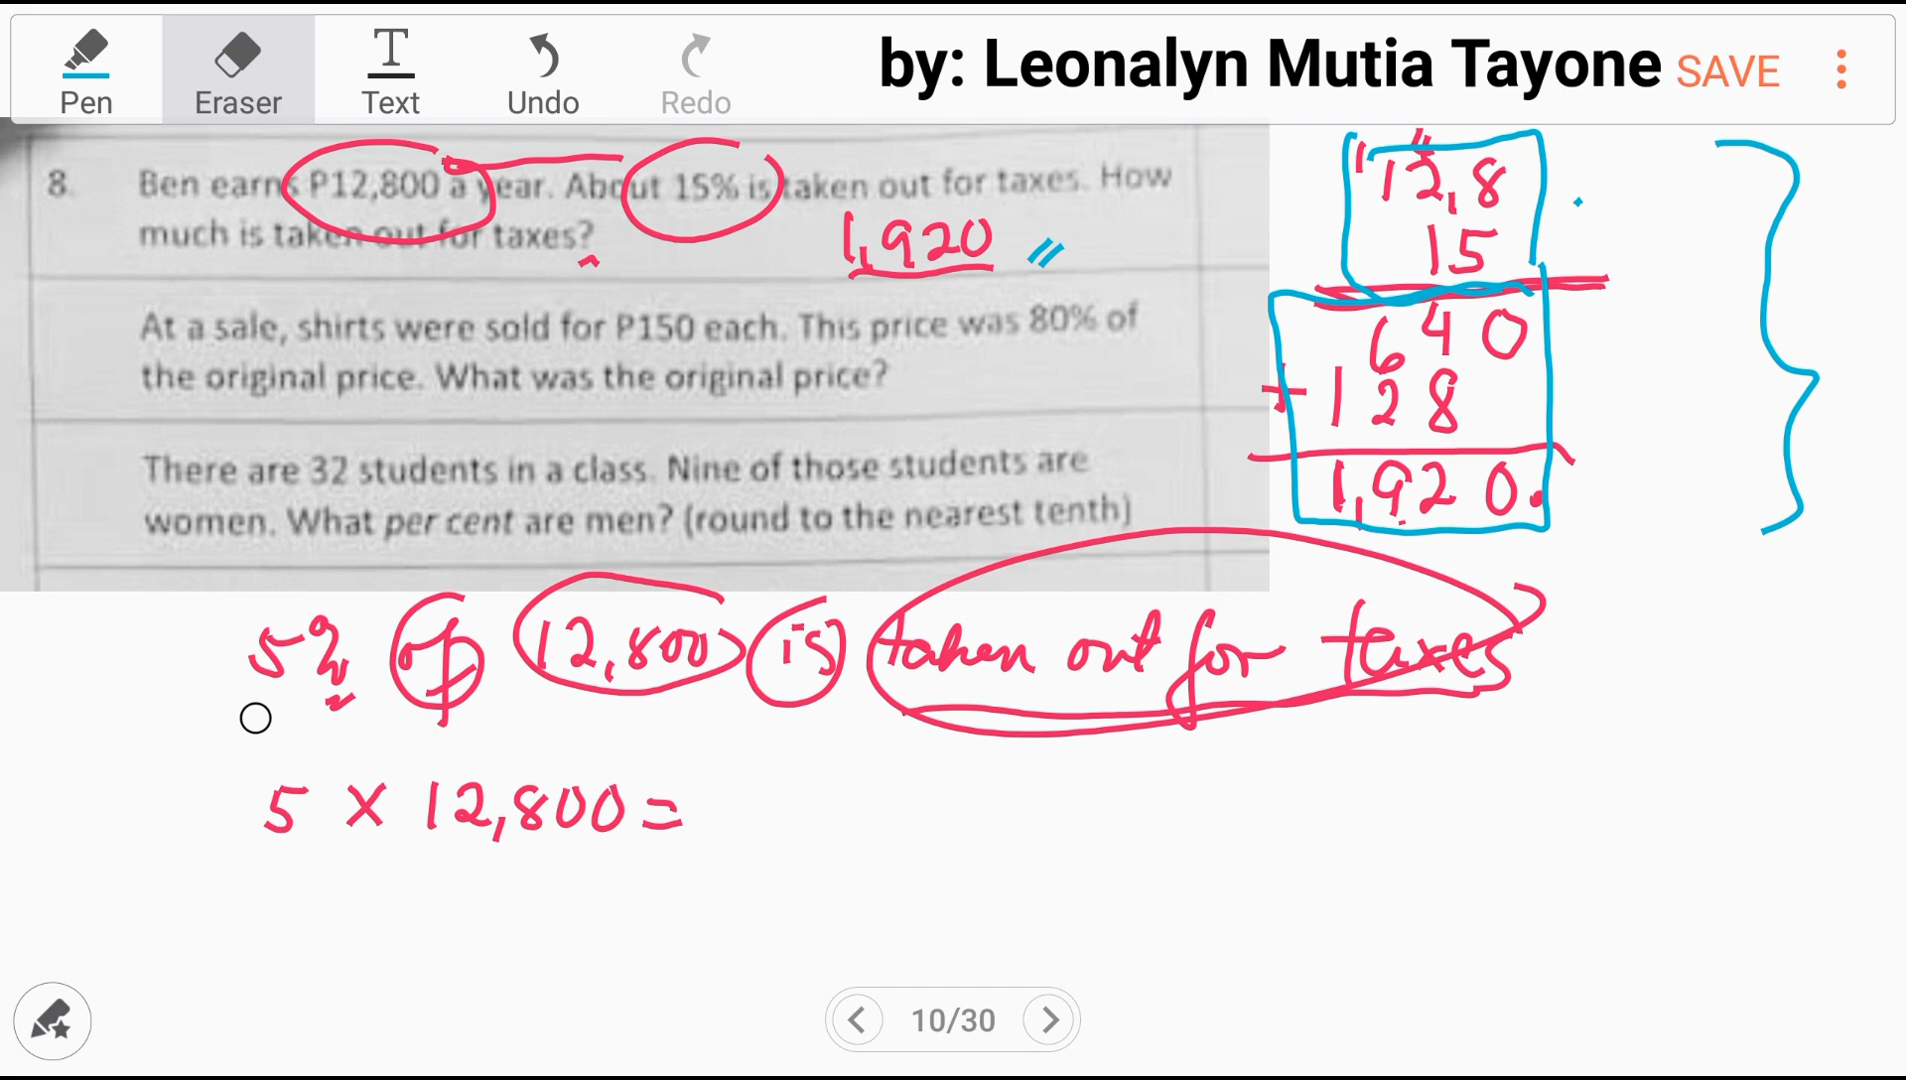 by: Leonalyn Mutia Tayone
SAVE
Pen
Eraser
Text
Undo
Redo
8. Ben earns P12,800 a year. About 15% is taken out for taxes. How
much is taken out for taxes?
1,920
At a sale, shirts were sold for P150 each. This price was 80% of
the original price. What was the original price?
There are 32 students in a class. Nine of those students are
women. What per cent are men? (round to the nearest tenth)
12,8
15
640
+128
1,920.
5% of 12,800 is taken out for taxes
5 x 12,800 =
10/30